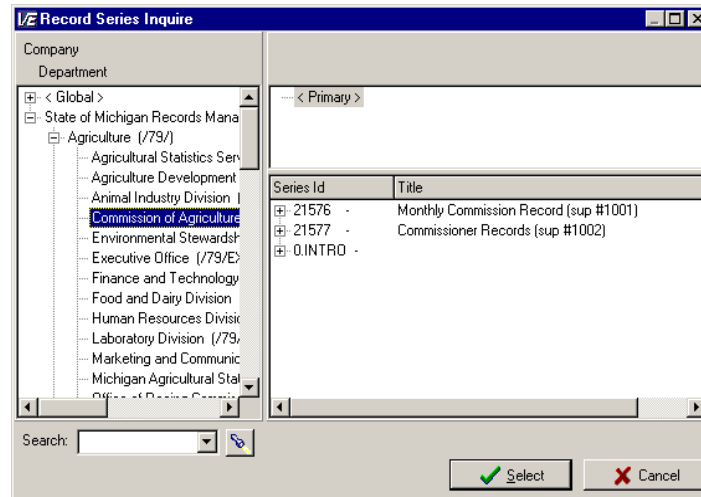 Record Series Inquire
Company
Department
< Global >
State of Michigan Records Mana
Agriculture (/79/)
Agricultural Statistics Serv
Agriculture Development
Animal Industry Division (
Commission of Agriculture
Environmental Stewardsh
Executive Office (/79/EX
Finance and Technology
Food and Dairy Division
Human Resources Divisio
Laboratory Division (/79/
Marketing and Communic
Michigan Agricultural Stat
< Primary >
Series Id Title
21576 - Monthly Commission Record (sup #1001)
21577 - Commissioner Records (sup #1002)
0.INTRO -
Search:
Select Cancel